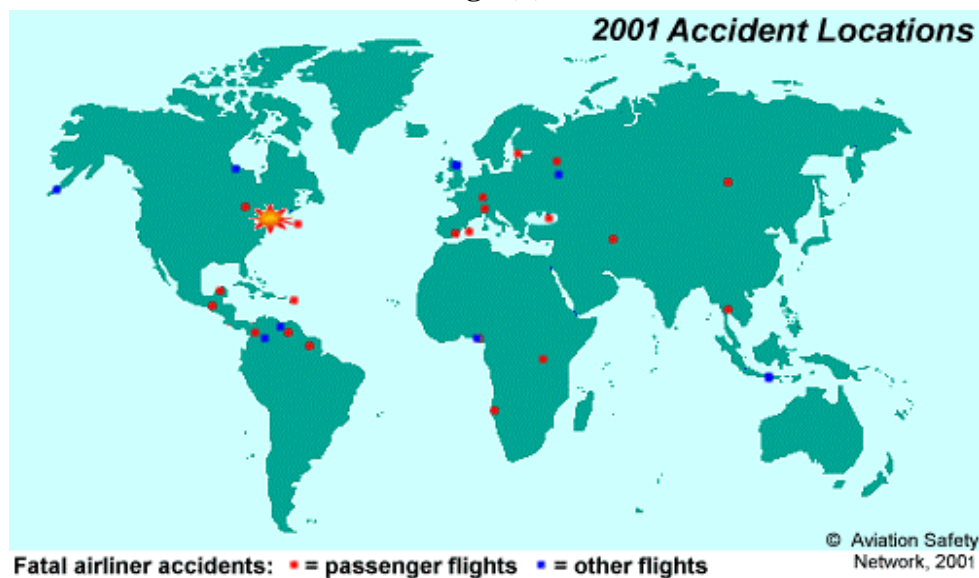 2001 Accident Locations
© Aviation Safety
Network, 2001
Fatal airliner accidents: = passenger flights = other flights